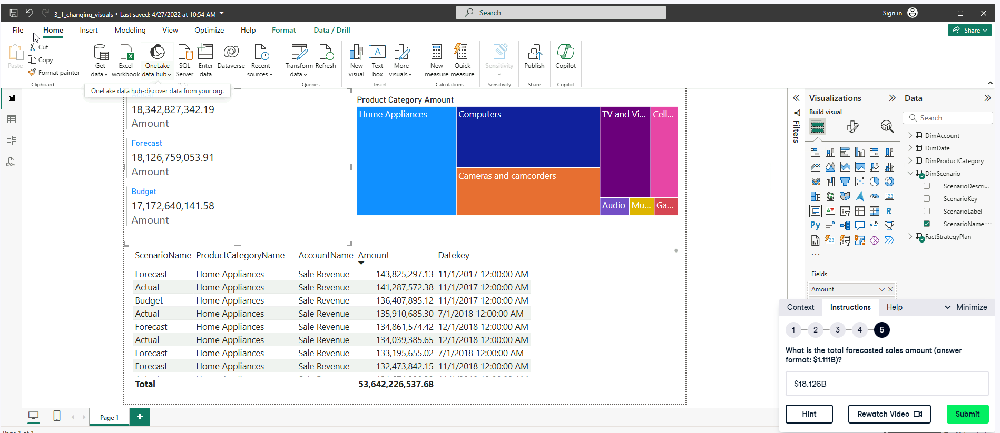 3_1_changing_visuals • Last saved: 4/27/2022 at 10:54 AM
Search
Sign in
File Home Insert Modeling View Optimize Help Format Data / Drill
Share
Paste
Cut
Copy
Format painter
Clipboard
Get data
Excel workbook
OneLake data hub
SQL Server
Enter data
Dataverse
Recent sources
Transform data
Refresh
Queries
New visual
Text box
More visuals
Insert
New measure
Quick measure
Calculations
Sensitivity
Sensitivity
Publish
Share
Copilot
Copilot
OneLake data hub-discover data from your org.
18,342,827,342.19
Amount
Forecast
18,126,759,053.91
Amount
Budget
17,172,640,141.58
Amount
Product Category Amount
Home Appliances
Computers
Cameras and camcorders
TV and Vi...
Cell...
Audio
Mu...
Ga...
ScenarioName ProductCategoryName AccountName Amount Datekey
Forecast Home Appliances Sale Revenue 143,825,297.13 11/1/2017 12:00:00 AM
Actual Home Appliances Sale Revenue 141,287,572.38 11/1/2017 12:00:00 AM
Budget Home Appliances Sale Revenue 136,407,895.12 11/1/2017 12:00:00 AM
Actual Home Appliances Sale Revenue 135,910,685.30 7/1/2018 12:00:00 AM
Forecast Home Appliances Sale Revenue 134,861,574.42 12/1/2018 12:00:00 AM
Actual Home Appliances Sale Revenue 134,039,385.65 12/1/2018 12:00:00 AM
Forecast Home Appliances Sale Revenue 133,195,655.02 7/1/2018 12:00:00 AM
Forecast Home Appliances Sale Revenue 132,473,842.15 11/1/2018 12:00:00 AM
Total 53,642,226,537.68
Filters
Visualizations
Build visual
123
R
Py
123
...
Fields
Amount
Data
Search
DimAccount
DimDate
DimProductCategory
DimScenario
ScenarioDescri...
ScenarioKey
ScenarioLabel
ScenarioName ...
FactStrategyPlan
DAX
Context Instructions Help Minimize
1 2 3 4 5
What is the total forecasted sales amount (answer
format: $1.111B)?
$18.126B
Hint
Rewatch Video
Submit
Page 1
+
Page 1 of 1